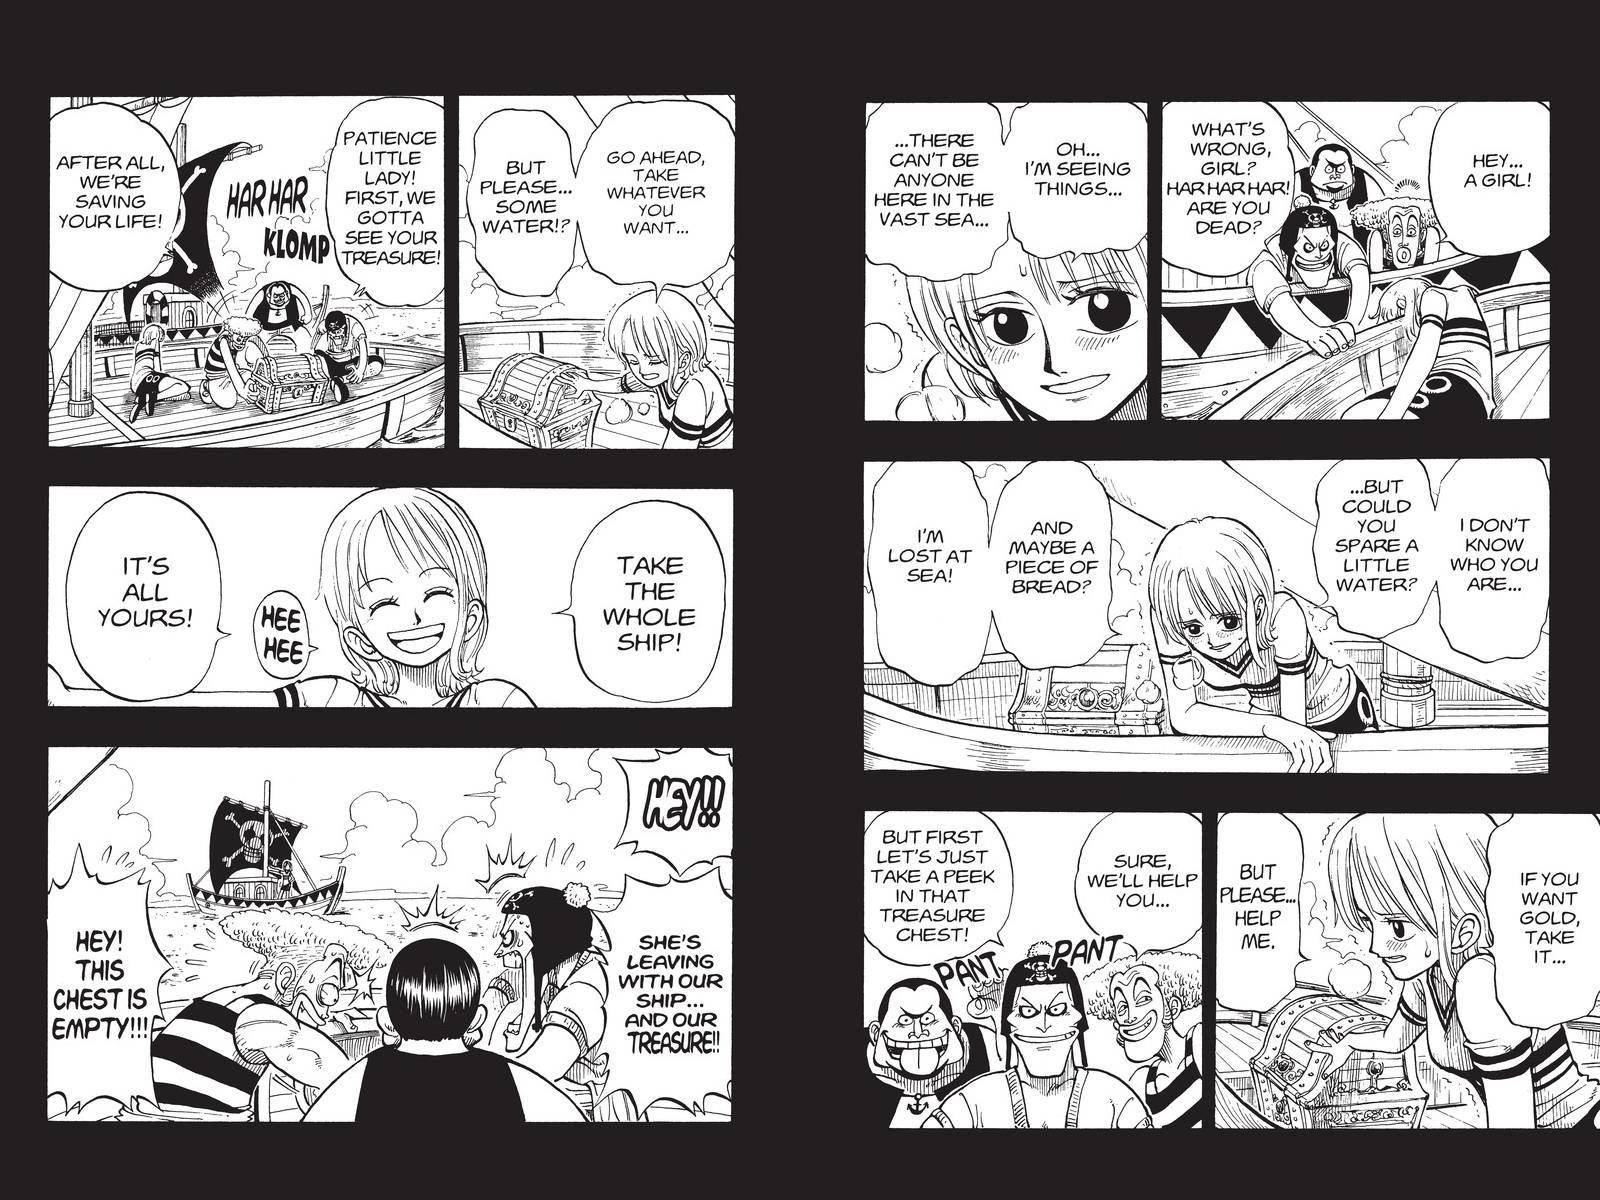 HEY...
A GIRL!
WHAT'S
WRONG,
GIRL?
HAR HAR HAR!
ARE YOU
DEAD?
OH...
I'M SEEING
THINGS...
...THERE
CAN'T BE
ANYONE
HERE IN THE
VAST SEA...
I DON'T
KNOW
WHO YOU
ARE...
...BUT
COULD
YOU
SPARE A
LITTLE
WATER?
AND
MAYBE A
PIECE OF
BREAD?
I'M
LOST AT
SEA!
IF YOU
WANT
GOLD,
TAKE
IT...
BUT
PLEASE...
HELP
ME.
SURE,
WE'LL HELP
YOU...
PANT
PANT
BUT FIRST
LET'S JUST
TAKE A PEEK
IN THAT
TREASURE
CHEST!
GO AHEAD,
TAKE
WHATEVER
YOU
WANT...
BUT
PLEASE...
SOME
WATER!?
PATIENCE
LITTLE
LADY!
FIRST, WE
GOTTA
SEE YOUR
TREASURE!
HAR HAR
KLOMP
AFTER ALL,
WE'RE
SAVING
YOUR LIFE!
TAKE
THE
WHOLE
SHIP!
HEE
HEE
IT'S
ALL
YOURS!
HEY!!
SHE'S
LEAVING
WITH OUR
SHIP...
AND OUR
TREASURE!!
HEY!
THIS
CHEST IS
EMPTY!!!